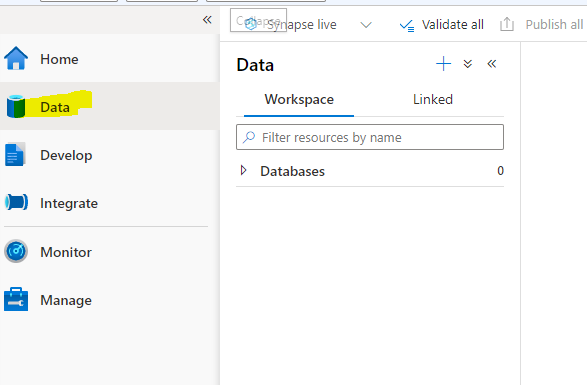 «
Collapse
Synapse live
Validate all
Publish all
Home
Data
Develop
Integrate
Monitor
Manage
Data
Workspace
Linked
Filter resources by name
Databases
0